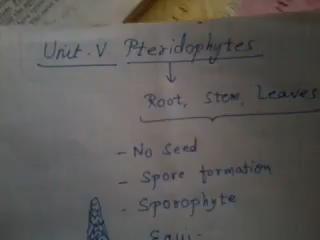 Unit-V Pteridophytes
Root, Stem, Leaves
- No Seed
- Spore formation
- Sporophyte